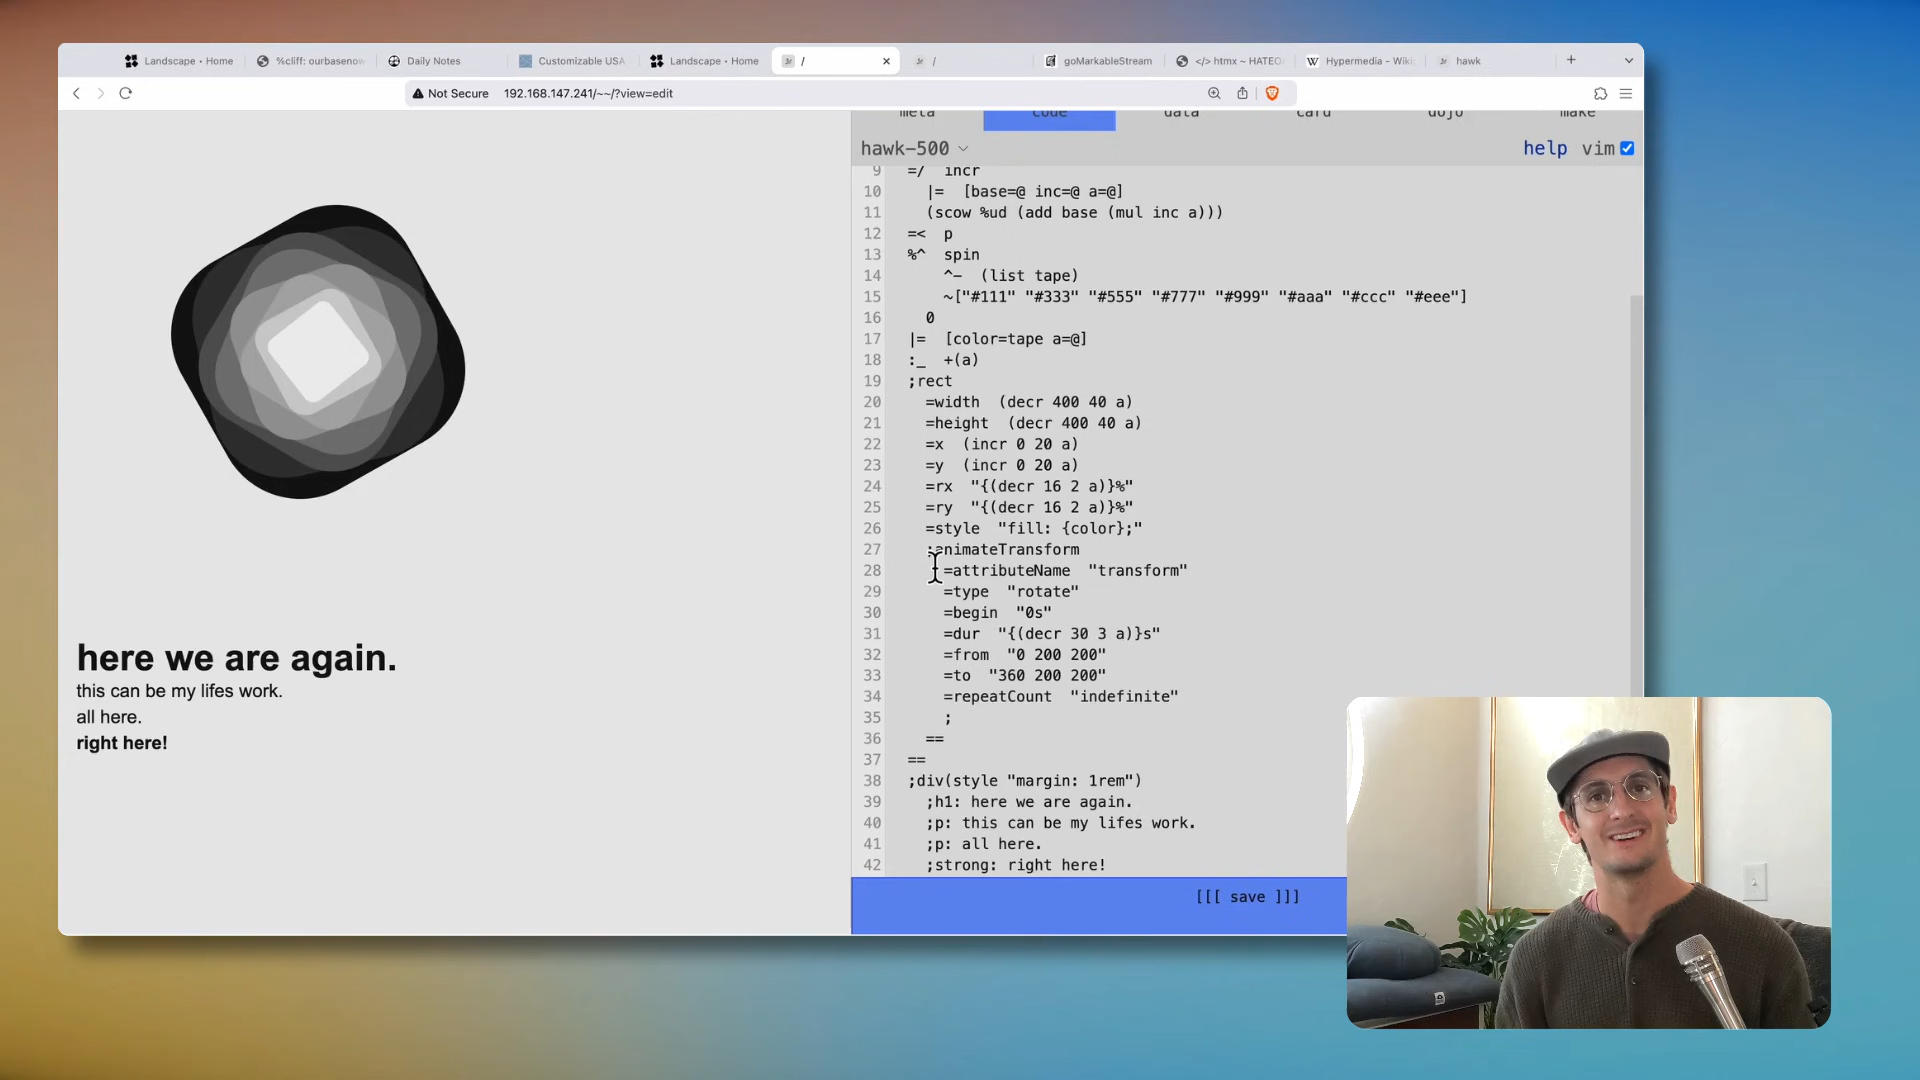 Landscape • Home
%cliff: ourbasenow
Daily Notes
Customizable USA
Landscape • Home
/
/
goMarkableStream
</> htmx ~ HATEO
Hypermedia - Wiki
hawk
Not Secure 192.168.147.241/~~/?view=edit
meta code data card dojo make
hawk-500 help vim
9 =/ incr
10 |= [base=@ inc=@ a=@]
11 (scow %ud (add base (mul inc a)))
12 =< p
13 %^ spin
14 ^- (list tape)
15 ~["#111" "#333" "#555" "#777" "#999" "#aaa" "#ccc" "#eee"]
16 0
17 |= [color=tape a=@]
18 :_ +(a)
19 ;rect
20 =width (decr 400 40 a)
21 =height (decr 400 40 a)
22 =x (incr 0 20 a)
23 =y (incr 0 20 a)
24 =rx "{(decr 16 2 a)}%"
25 =ry "{(decr 16 2 a)}%"
26 =style "fill: {color};"
27 ;animateTransform
28 =attributeName "transform"
29 =type "rotate"
30 =begin "0s"
31 =dur "{(decr 30 3 a)}s"
32 =from "0 200 200"
33 =to "360 200 200"
34 =repeatCount "indefinite"
35 ;
36 ==
37 ==
38 ;div(style "margin: 1rem")
39 ;h1: here we are again.
40 ;p: this can be my lifes work.
41 ;p: all here.
42 ;strong: right here!
[[[ save ]]]
here we are again.
this can be my lifes work.
all here.
right here!